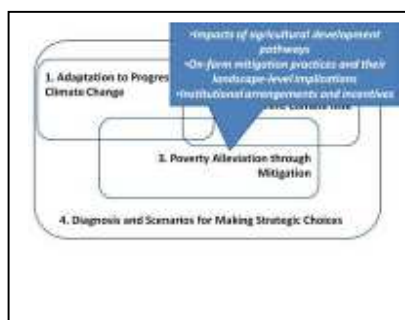 •Impacts of agricultural development
pathways
•On-farm mitigation practices and their
landscape-level implications
•Institutional arrangements and incentives
1. Adaptation to Progres
Climate Change
3. Poverty Alleviation through
Mitigation
4. Diagnosis and Scenarios for Making Strategic Choices